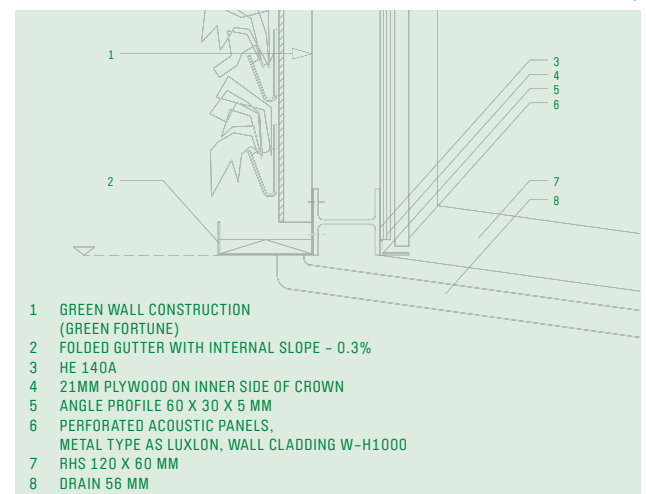 1
2
3
4
5
6
7
8
1 GREEN WALL CONSTRUCTION
(GREEN FORTUNE)
2 FOLDED GUTTER WITH INTERNAL SLOPE – 0.3%
3 HE 140A
4 21MM PLYWOOD ON INNER SIDE OF CROWN
5 ANGLE PROFILE 60 X 30 X 5 MM
6 PERFORATED ACOUSTIC PANELS,
METAL TYPE AS LUXLON, WALL CLADDING W-H1000
7 RHS 120 X 60 MM
8 DRAIN 56 MM